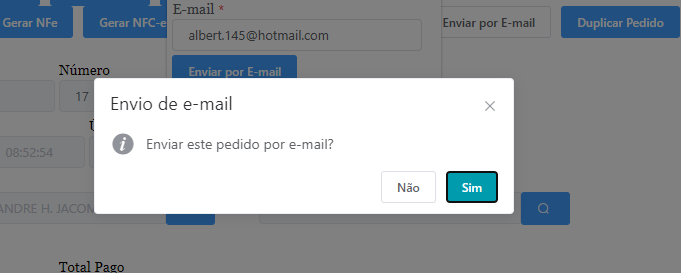 E-mail *
Gerar NFe
Gerar NFC-e
albert.145@hotmail.com
Enviar por E-mail
Duplicar Pedido
Enviar por E-mail
Número
17
Envio de e-mail
Enviar este pedido por e-mail?
08:52:54
Não
Sim
ANDRE H. JACOM
Total Pago